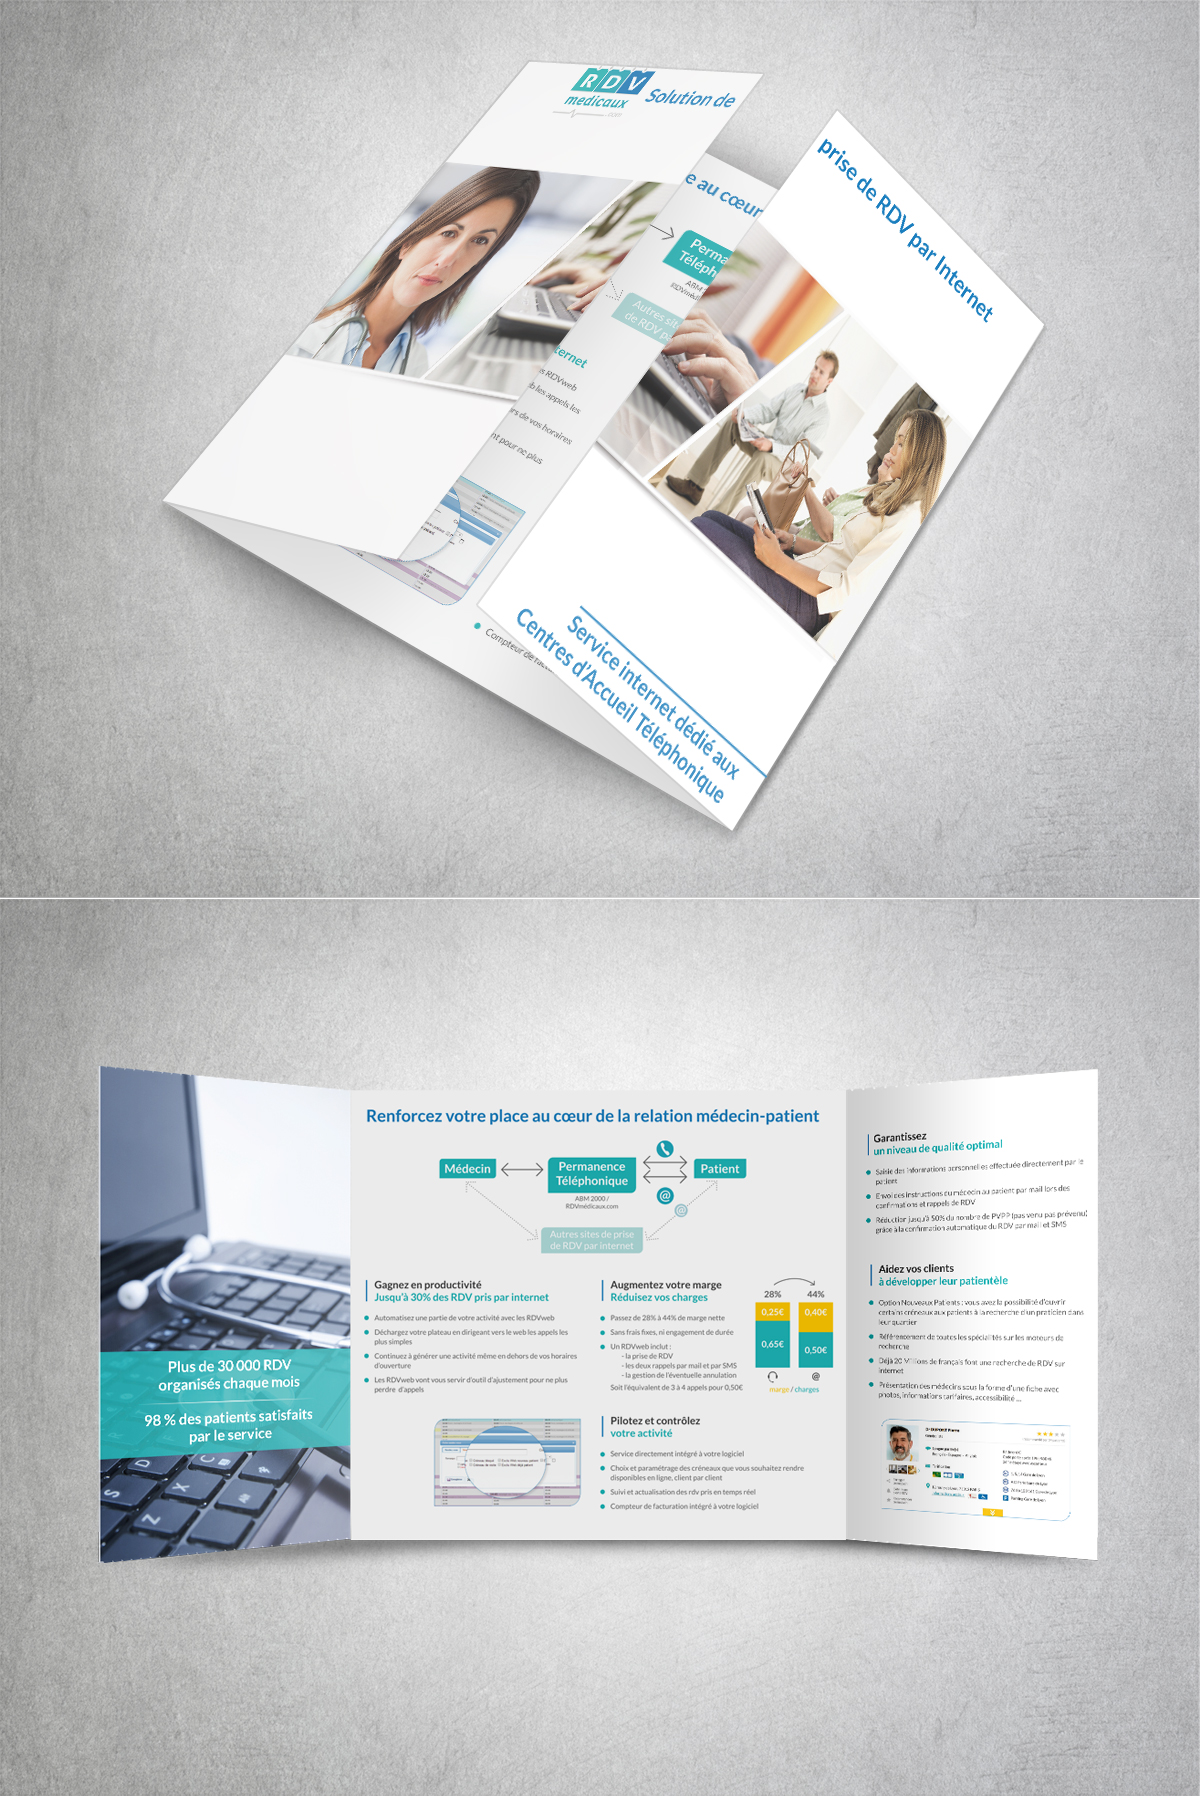 RDV
medicaux
.com
Solution de
prise de RDV par Internet
e au cœur
Perma
Téléph
ABM
RDVmédi
Autres sit
de RDV p
ternet
s RDVweb
b les appels les
rs de vos horaires
nt pour ne plus
Compteur de
Service internet dédié aux
Centres d'Accueil Téléphonique
Plus de 30 000 RDV
organisés chaque mois
98 % des patients satisfaits
par le service
Renforcez votre place au cœur de la relation médecin-patient
Médecin
Permanence
Téléphonique
Patient
ABM 2000 /
RDVmédicaux.com
@
@
Autres sites de prise
de RDV par internet
Gagnez en productivité
Jusqu'à 30% des RDV pris par internet
Automatisez une partie de votre activité avec les RDVweb
Déchargez votre plateau en dirigeant vers le web les appels les
plus simples
Continuez à générer une activité même en dehors de vos horaires
d'ouverture
Les RDVweb vont vous servir d'outil d'ajustement pour ne plus
perdre d'appels
Augmentez votre marge
Réduisez vos charges
Passez de 28% à 44% de marge nette
Sans frais fixes, ni engagement de durée
Un RDVweb inclut :
- la prise de RDV
- les deux rappels par mail et par SMS
- la gestion de l'éventuelle annulation
Soit l'équivalent de 3 à 4 appels pour 0,50€
28% 44%
0,25€ 0,40€
0,65€ 0,50€
@
marge / charges
Pilotez et contrôlez
votre activité
Service directement intégré à votre logiciel
Choix et paramétrage des créneaux que vous souhaitez rendre
disponibles en ligne, client par client
Suivi et actualisation des rdv pris en temps réel
Compteur de facturation intégré à votre logiciel
Garantissez
un niveau de qualité optimal
Saisie des informations personnelles effectuée directement par le
patient
Envoi des instructions du médecin au patient par mail lors des
confirmations et rappels de RDV
Réduction jusqu'à 50% du nombre de PVPP (pas venu pas prévenu)
grâce à la confirmation automatique du RDV par mail et SMS
Aidez vos clients
à développer leur patientèle
Option Nouveaux Patients : vous avez la possibilité d'ouvrir
certains créneaux aux patients à la recherche d'un praticien dans
leur quartier
Référencement de toutes les spécialités sur les moteurs de
recherche
Déjà 20 Millions de français font une recherche de RDV sur
internet
Présentation des médecins sous la forme d'une fiche avec
photos, informations tarifaires, accessibilité ...
Dr DUPONT Pierre